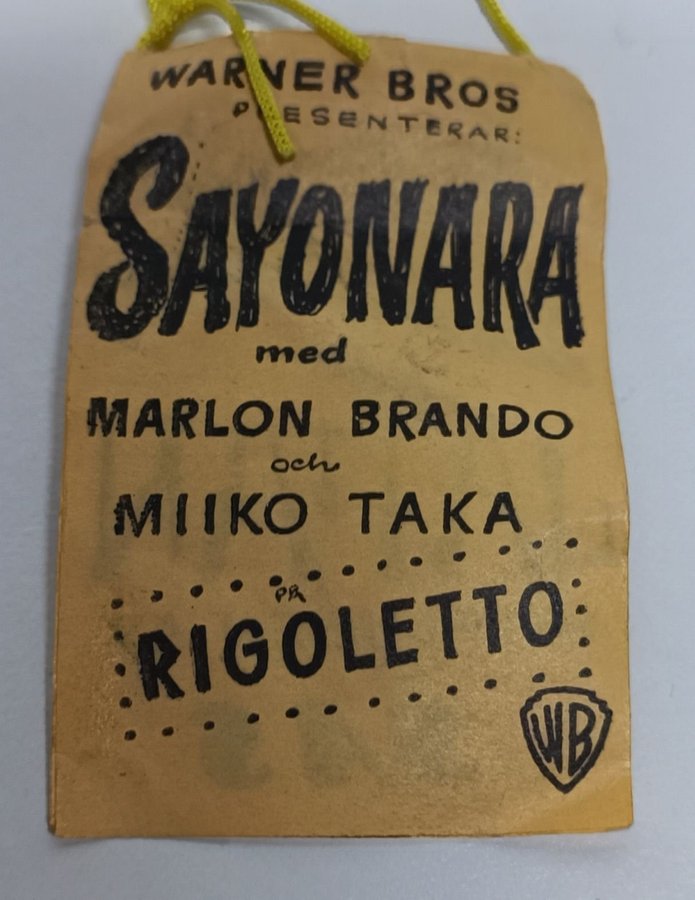 WARNER BROS
PRESENTERAR:
SAYONARA
med
MARLON BRANDO
och
MIIKO TAKA
PÅ
RIGOLETTO
WB